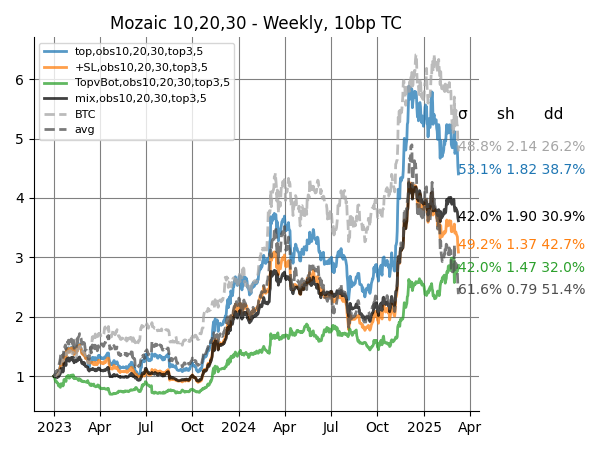 Mozaic 10,20,30 - Weekly, 10bp TC
top,obs10,20,30,top3,5
+SL,obs10,20,30,top3,5
TopvBot,obs10,20,30,top3,5
mix,obs10,20,30,top3,5
BTC
avg
6
5
4
3
2
1
σ sh dd
48.8% 2.14 26.2%
53.1% 1.82 38.7%
42.0% 1.90 30.9%
49.2% 1.37 42.7%
42.0% 1.47 32.0%
61.6% 0.79 51.4%
2023 Apr Jul Oct 2024 Apr Jul Oct 2025 Apr